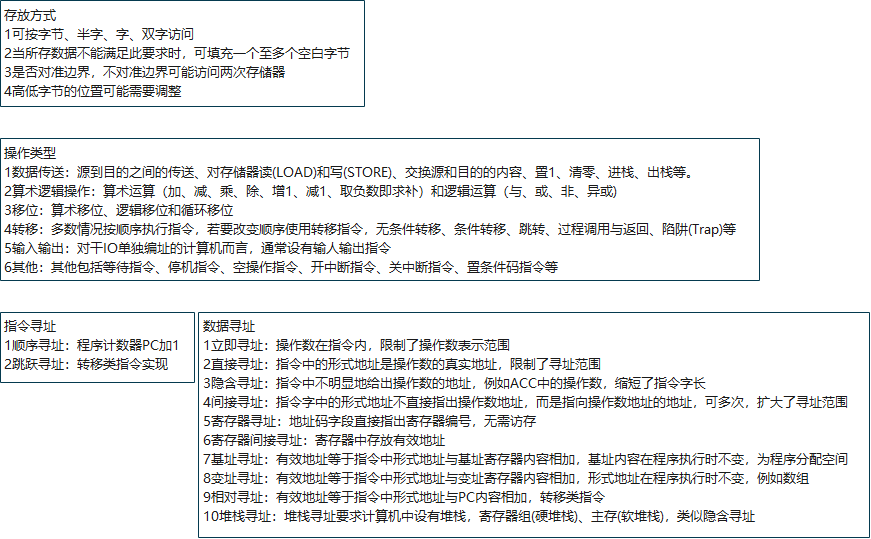 存放方式
1可按字节、半字、字、双字访问
2当所存数据不能满足此要求时，可填充一个至多个空白字节
3是否对准边界，不对准边界可能访问两次存储器
4高低字节的位置可能需要调整
操作类型
1数据传送：源到目的之间的传送、对存储器读(LOAD)和写(STORE)、交换源和目的的内容、置1、清零、进栈、出栈等。
2算术逻辑操作：算术运算（加、减、乘、除、增1、减1、取负数即求补）和逻辑运算（与、或、非、异或)
3移位：算术移位、逻辑移位和循环移位
4转移：多数情况按顺序执行指令，若要改变顺序使用转移指令，无条件转移、条件转移、跳转、过程调用与返回、陷阱(Trap)等
5输入输出：对干IO单独编址的计算机而言，通常设有输人输出指令
6其他：其他包括等待指令、停机指令、空操作指令、开中断指令、关中断指令、置条件码指令等
指令寻址
1顺序寻址：程序计数器PC加1
2跳跃寻址：转移类指令实现
数据寻址
1立即寻址：操作数在指令内，限制了操作数表示范围
2直接寻址：指令中的形式地址是操作数的真实地址，限制了寻址范围
3隐含寻址：指令中不明显地给出操作数的地址，例如ACC中的操作数，缩短了指令字长
4间接寻址：指令字中的形式地址不直接指出操作数地址，而是指向操作数地址的地址，可多次，扩大了寻址范围
5寄存器寻址：地址码字段直接指出寄存器编号，无需访存
6寄存器间接寻址：寄存器中存放有效地址
7基址寻址：有效地址等于指令中形式地址与基址寄存器内容相加，基址内容在程序执行时不变，为程序分配空间
8变址寻址：有效地址等于指令中形式地址与变址寄存器内容相加，形式地址在程序执行时不变，例如数组
9相对寻址：有效地址等于指令中形式地址与PC内容相加，转移类指令
10堆栈寻址：堆栈寻址要求计算机中设有堆栈，寄存器组(硬堆栈)、主存(软堆栈)，类似隐含寻址